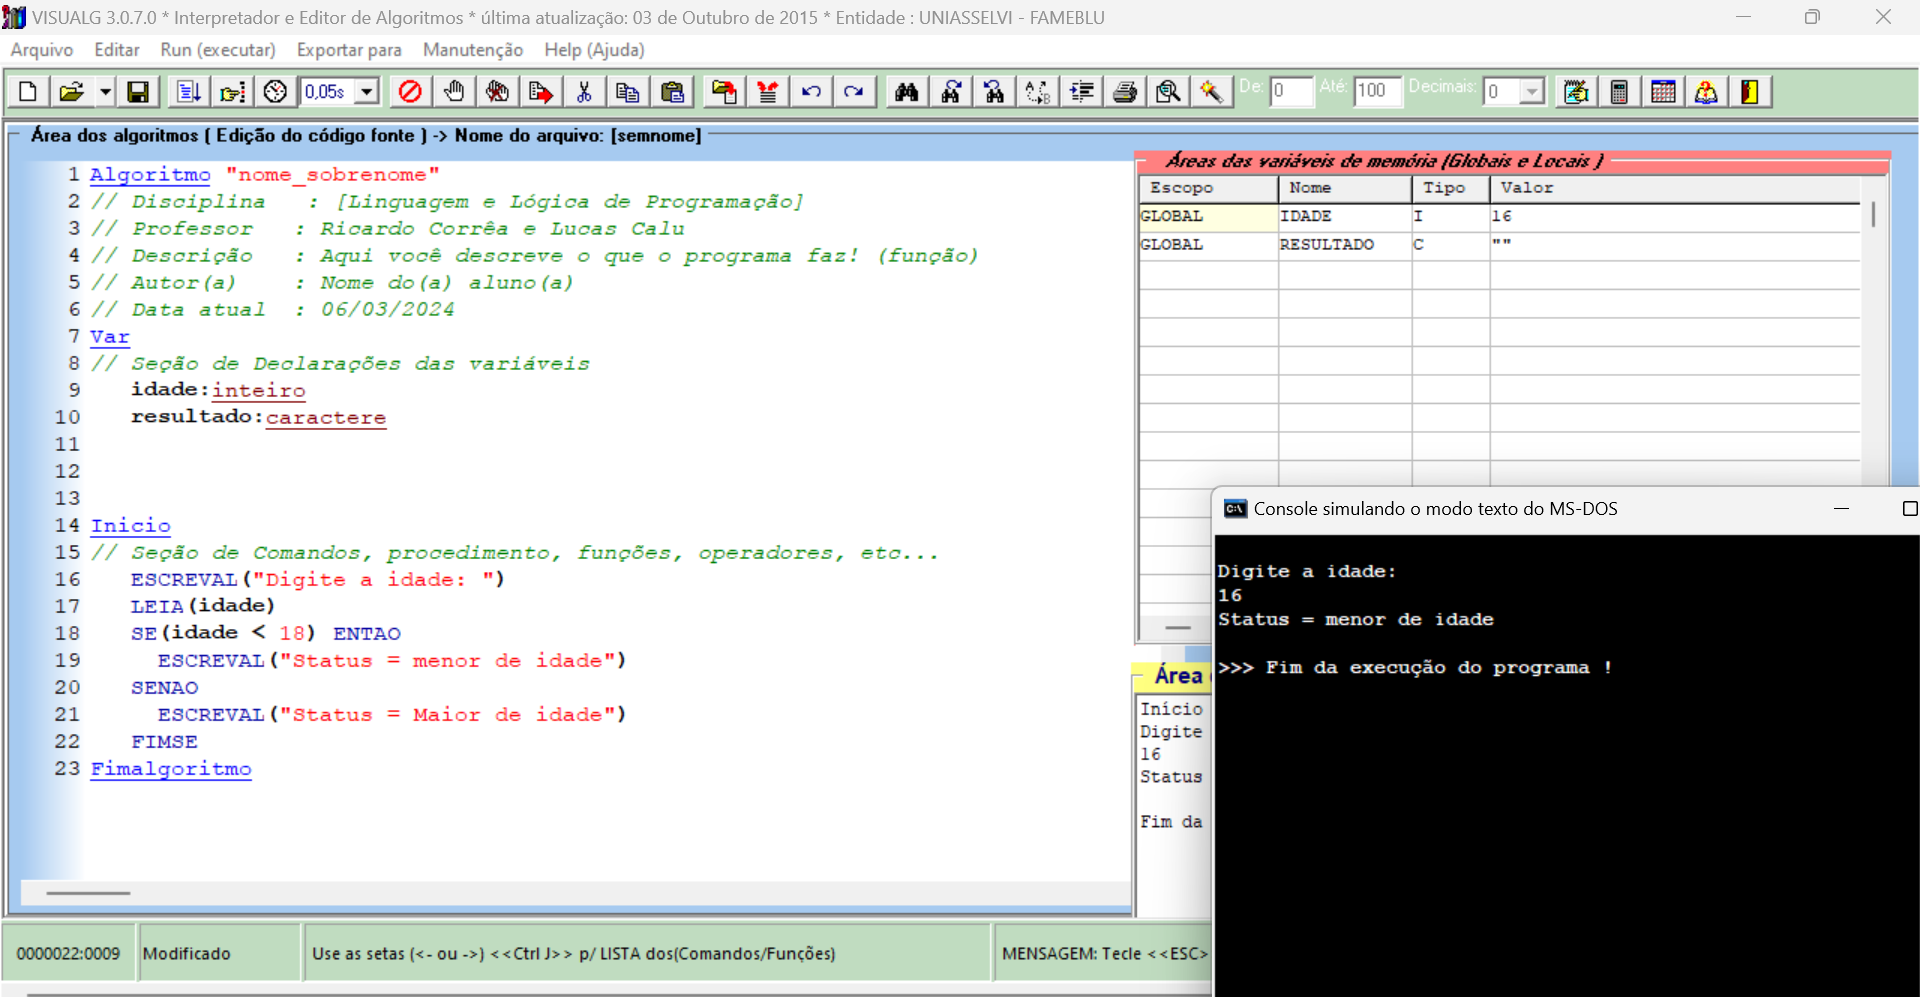 VISUALG 3.0.7.0 * Interpretador e Editor de Algoritmos * última atualização: 03 de Outubro de 2015 * Entidade : UNIASSELVI - FAMEBLU
Arquivo Editar Run (executar) Exportar para Manutenção Help (Ajuda)
0,05s De: 0 Até: 100 Decimais: 0
Área dos algoritmos ( Edição do código fonte ) -> Nome do arquivo: [semnome]
1 Algoritmo "nome_sobrenome"
2 // Disciplina   : [Linguagem e Lógica de Programação]
3 // Professor   : Ricardo Corrêa e Lucas Calu
4 // Descrição   : Aqui você descreve o que o programa faz! (função)
5 // Autor(a)    : Nome do(a) aluno(a)
6 // Data atual  : 06/03/2024
7 Var
8 // Seção de Declarações das variáveis
9    idade:inteiro
10    resultado:caractere
11
12
13
14 Inicio
15 // Seção de Comandos, procedimento, funções, operadores, etc...
16    ESCREVAL("Digite a idade: ")
17    LEIA(idade)
18    SE(idade < 18) ENTAO
19      ESCREVAL("Status = menor de idade")
20    SENAO
21      ESCREVAL("Status = Maior de idade")
22    FIMSE
23 Fimalgoritmo
Áreas das variáveis de memória (Globais e Locais )
Escopo Nome Tipo Valor
GLOBAL IDADE I 16
GLOBAL RESULTADO C ""
Console simulando o modo texto do MS-DOS
Digite a idade:
16
Status = menor de idade
>>> Fim da execução do programa !
Área
Início
Digite
16
Status
Fim da
0000022:0009 Modificado Use as setas (<- ou ->) <<Ctrl J>> p/ LISTA dos(Comandos/Funções) MENSAGEM: Tecle <<ESC>